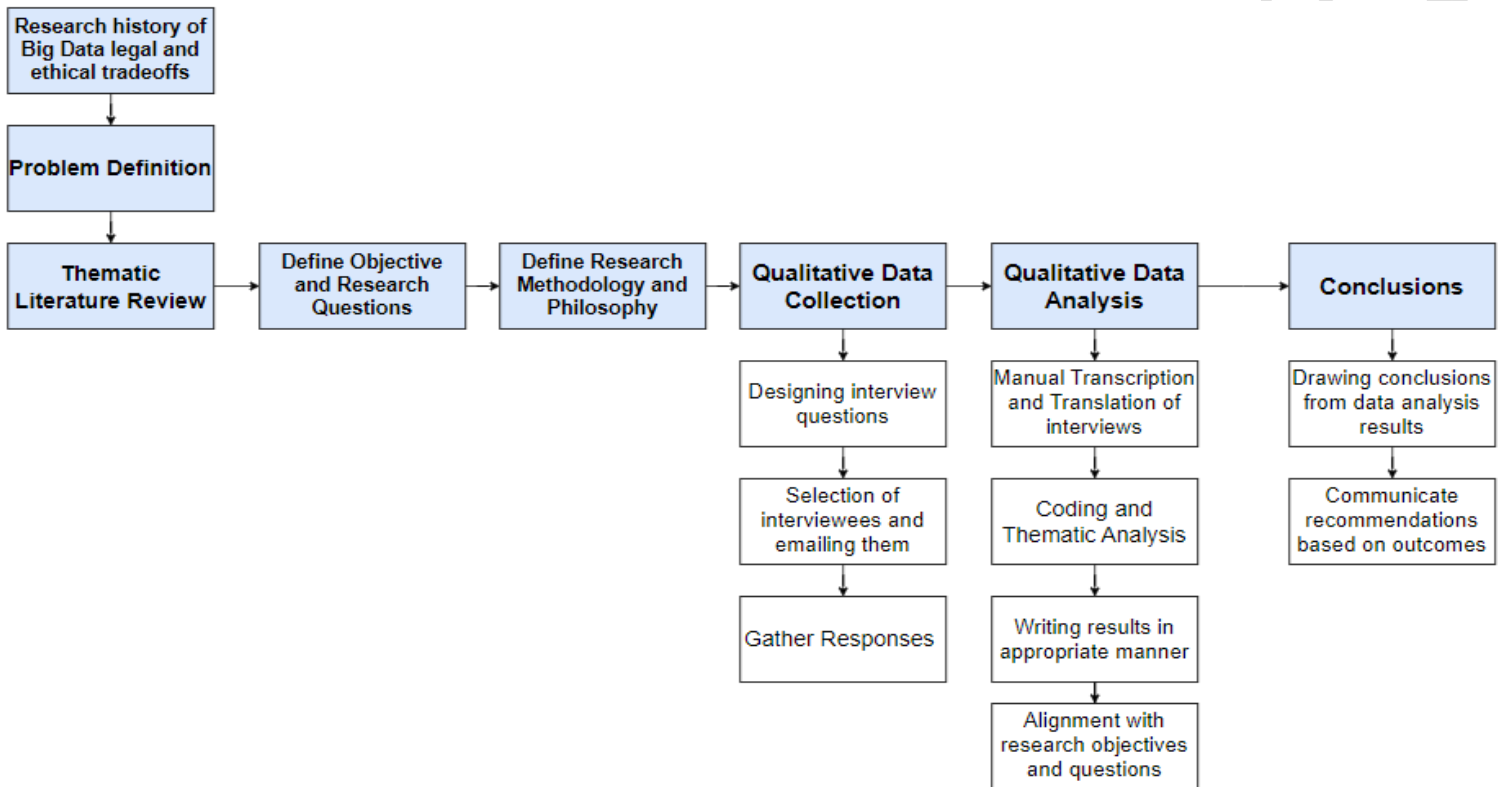 Research history of
Big Data legal and
ethical tradeoffs
Problem Definition
Thematic
Literature Review
Define Objective
and Research
Questions
Define Research
Methodology and
Philosophy
Qualitative Data
Collection
Qualitative Data
Analysis
Conclusions
Designing interview
questions
Selection of
interviewees and
emailing them
Gather Responses
Manual Transcription
and Translation of
interviews
Coding and
Thematic Analysis
Writing results in
appropriate manner
Alignment with
research objectives
and questions
Drawing conclusions
from data analysis
results
Communicate
recommendations
based on outcomes